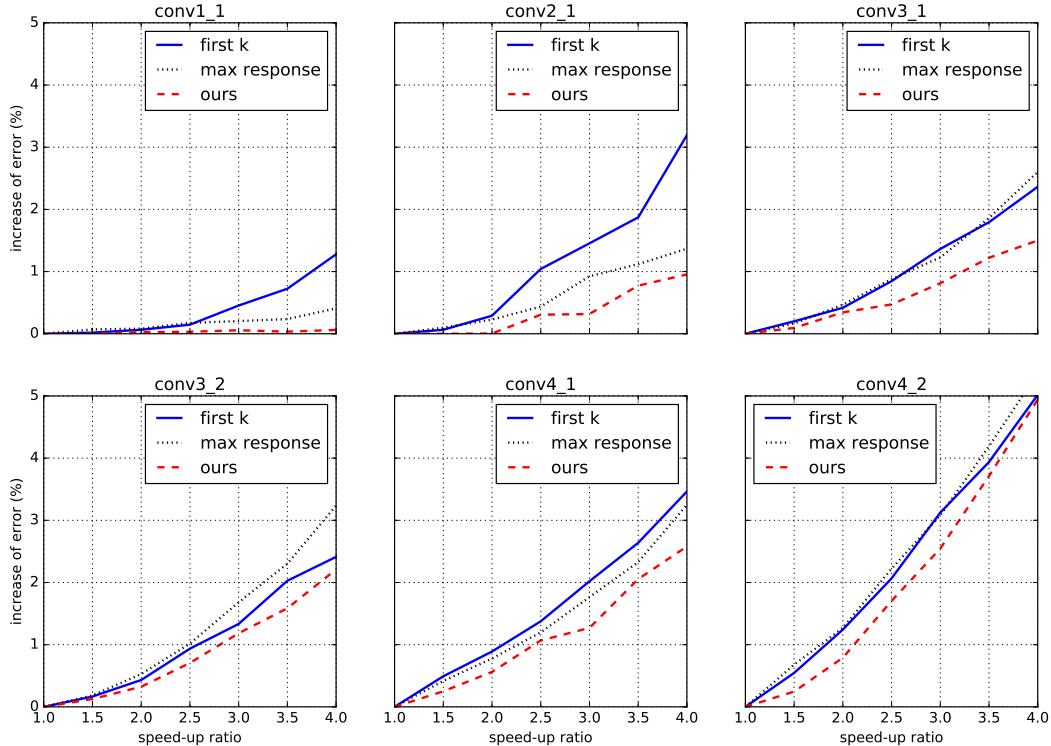 conv1_1
5
4
3
2
1
0
increase of error (%)
first k
max response
ours
conv2_1
first k
max response
ours
conv3_1
first k
max response
ours
conv3_2
5
4
3
2
1
0
increase of error (%)
first k
max response
ours
1.0 1.5 2.0 2.5 3.0 3.5 4.0
speed-up ratio
conv4_1
first k
max response
ours
1.0 1.5 2.0 2.5 3.0 3.5 4.0
speed-up ratio
conv4_2
first k
max response
ours
1.0 1.5 2.0 2.5 3.0 3.5 4.0
speed-up ratio